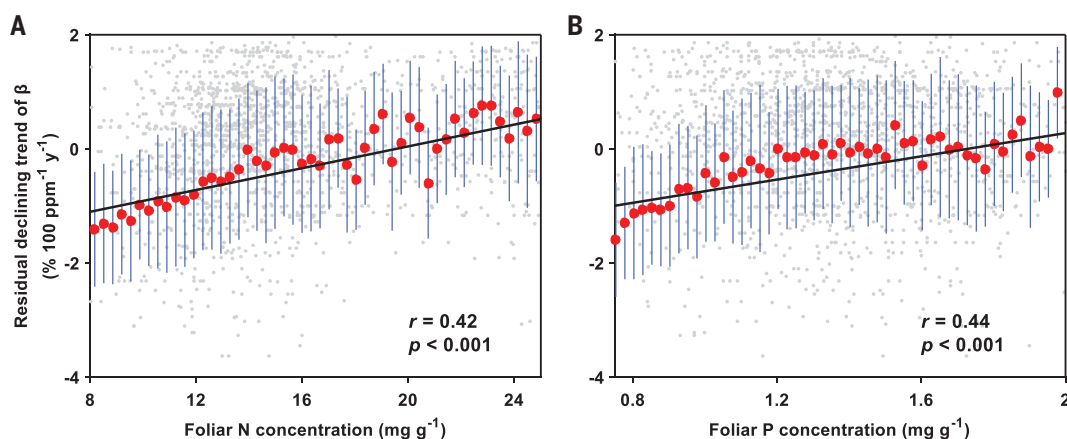 A
B
Residual declining trend of β
(% 100 ppm⁻¹ y⁻¹)
2
0
-2
-4
8
12
16
20
24
Foliar N concentration (mg g⁻¹)
r = 0.42
p < 0.001
2
0
-2
-4
0.8
1.2
1.6
2
Foliar P concentration (mg g⁻¹)
r = 0.44
p < 0.001